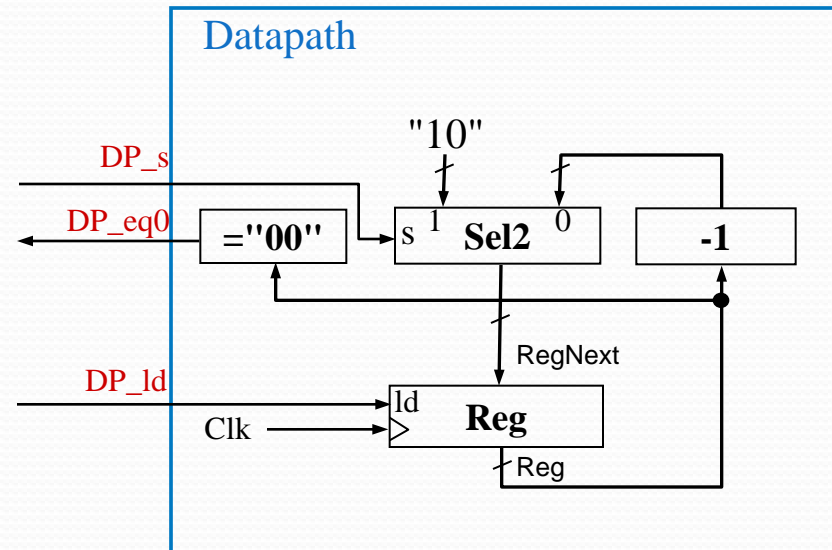 Datapath
"10"
DP_s
DP_eq0
="00"
s 1 Sel2 0
-1
RegNext
DP_ld
ld
Reg
Clk
Reg